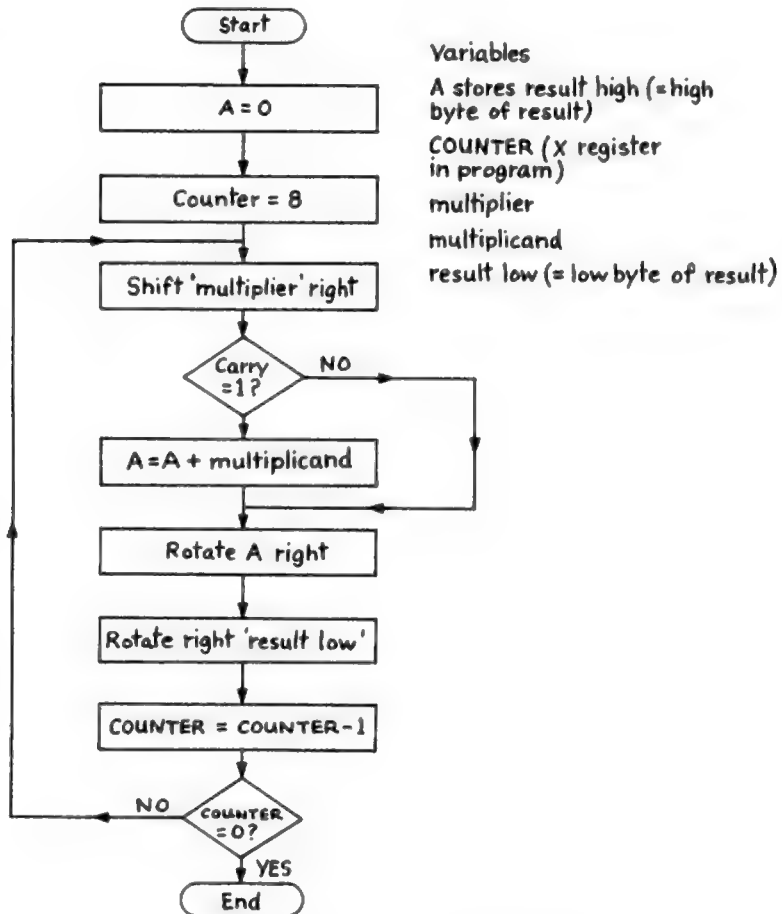 Start
A = 0
Counter = 8
Shift 'multiplier' right
Carry
=1?
NO
A = A + multiplicand
Rotate A right
Rotate right 'result low'
COUNTER = COUNTER-1
COUNTER
=0?
NO
YES
End
Variables
A stores result high (= high
byte of result)
COUNTER (X register
in program)
multiplier
multiplicand
result low (= low byte of result)